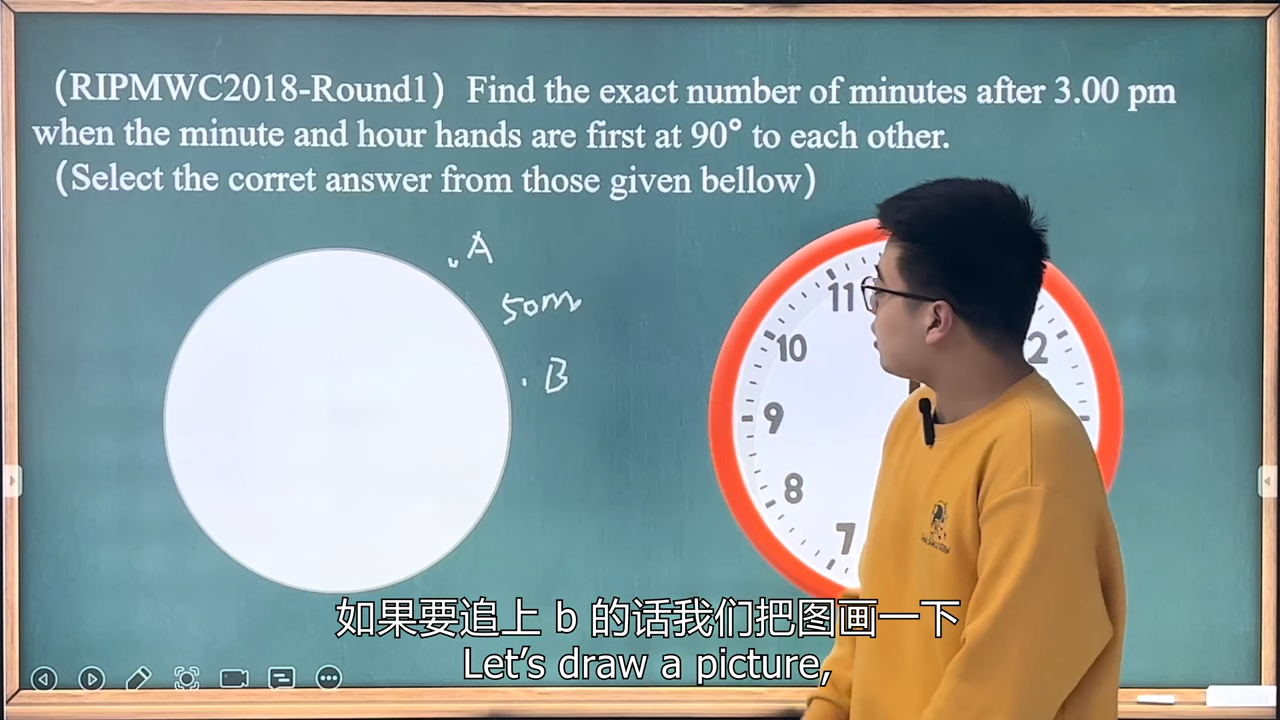 (RIPMWC2018-Round1) Find the exact number of minutes after 3.00 pm
when the minute and hour hands are first at 90° to each other.
(Select the corret answer from those given bellow)
A
50m
B
11
10
9
8
7
2
如果要追上 b 的话我们把图画一下
Let's draw a picture,